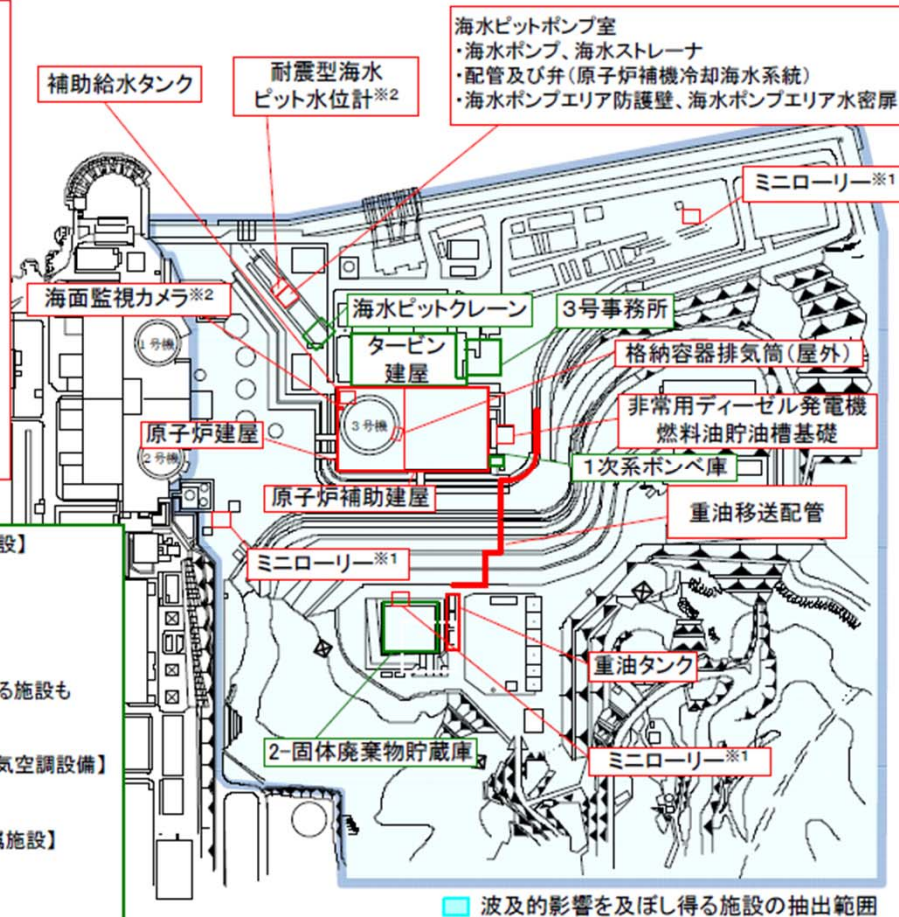 海水ピットポンプ室
・海水ポンプ、海水ストレーナ
・配管及び弁(原子炉補機冷却海水系統)
・海水ポンプエリア防護壁、海水ポンプエリア水密扉
補助給水タンク
耐震型海水
ピット水位計※2
ミニローリー※1
海面監視カメラ※2
海水ピットクレーン
3号事務所
1号機
タービン
建屋
格納容器排気筒(屋外)
3号機
非常用ディーゼル発電機
燃料油貯油槽基礎
原子炉建屋
2号機
1次系ボンベ庫
原子炉補助建屋
重油移送配管
設】
ミニローリー※1
る施設も
重油タンク
2-固体廃棄物貯蔵庫
ミニローリー※1
気空調設備】
属施設】
波及的影響を及ぼし得る施設の抽出範囲